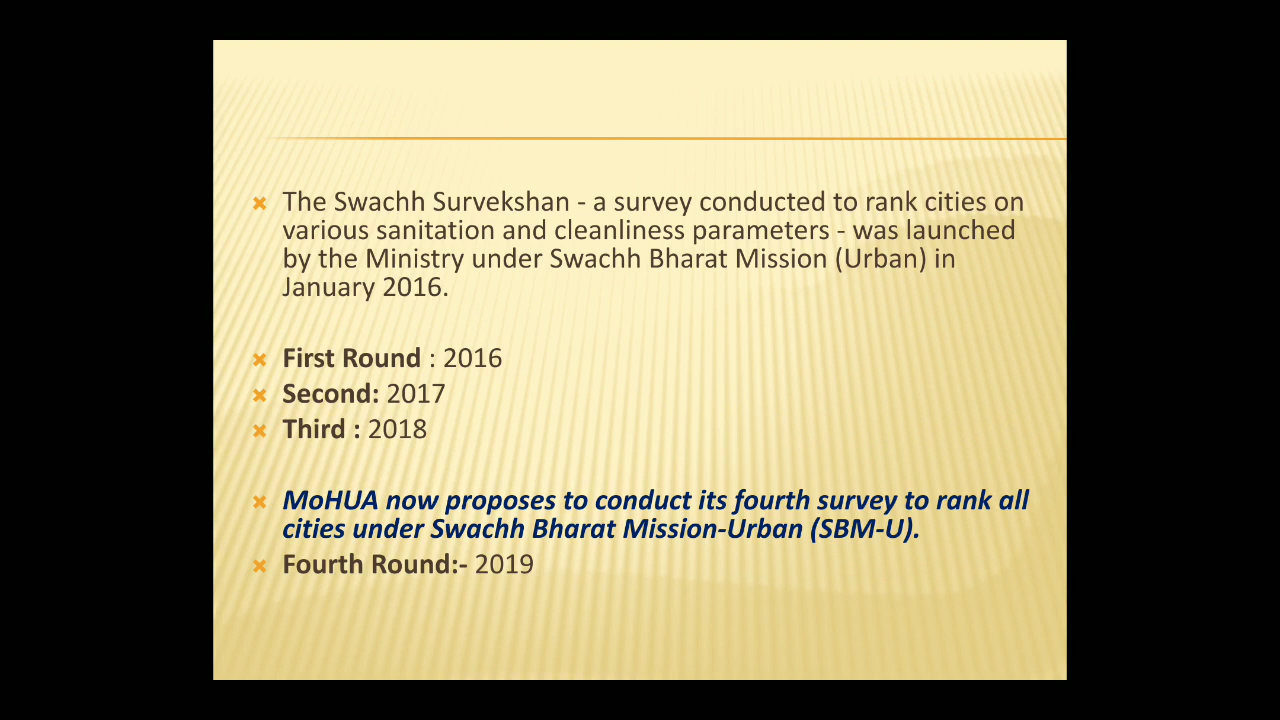 The Swachh Survekshan - a survey conducted to rank cities on
various sanitation and cleanliness parameters - was launched
by the Ministry under Swachh Bharat Mission (Urban) in
January 2016.
First Round : 2016
Second: 2017
Third : 2018
MoHUA now proposes to conduct its fourth survey to rank all
cities under Swachh Bharat Mission-Urban (SBM-U).
Fourth Round:- 2019